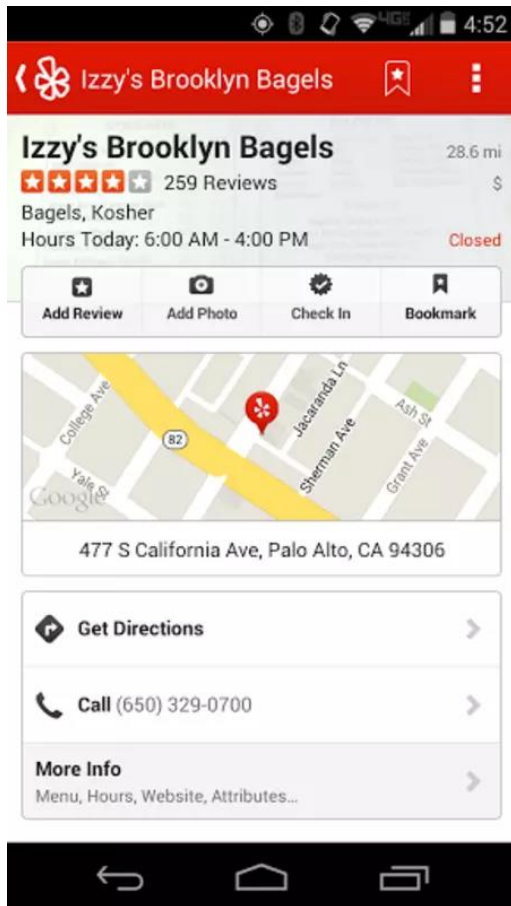 4G 4:52
Izzy's Brooklyn Bagels
Izzy's Brooklyn Bagels 28.6 mi
259 Reviews $
Bagels, Kosher
Hours Today: 6:00 AM - 4:00 PM Closed
Add Review Add Photo Check In Bookmark
College Ave
82
Jacaranda Ln
Ash St
Sherman Ave
Grant Ave
Yale St
Google
477 S California Ave, Palo Alto, CA 94306
Get Directions
Call (650) 329-0700
More Info
Menu, Hours, Website, Attributes...